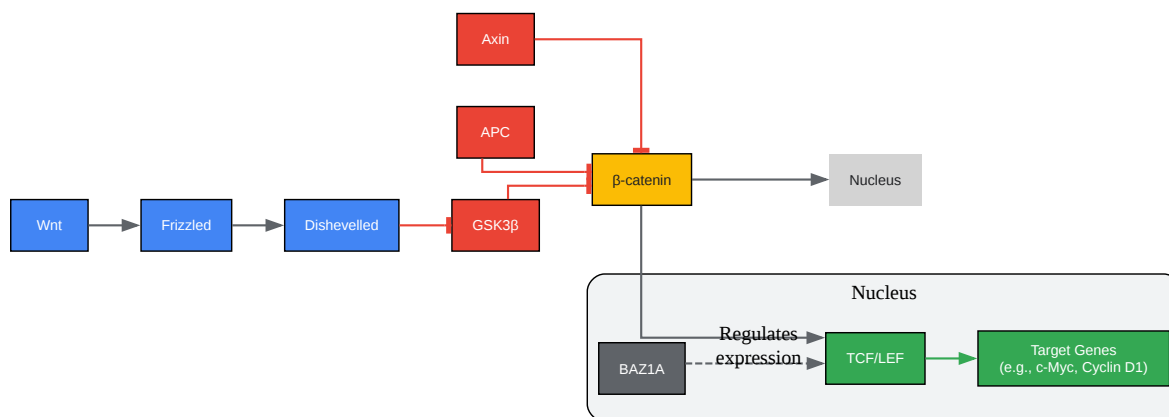 Axin
APC
β-catenin
Nucleus
Wnt
Frizzled
Dishevelled
GSK3β
Nucleus
Regulates
expression
BAZ1A
TCF/LEF
Target Genes
(e.g., c-Myc, Cyclin D1)